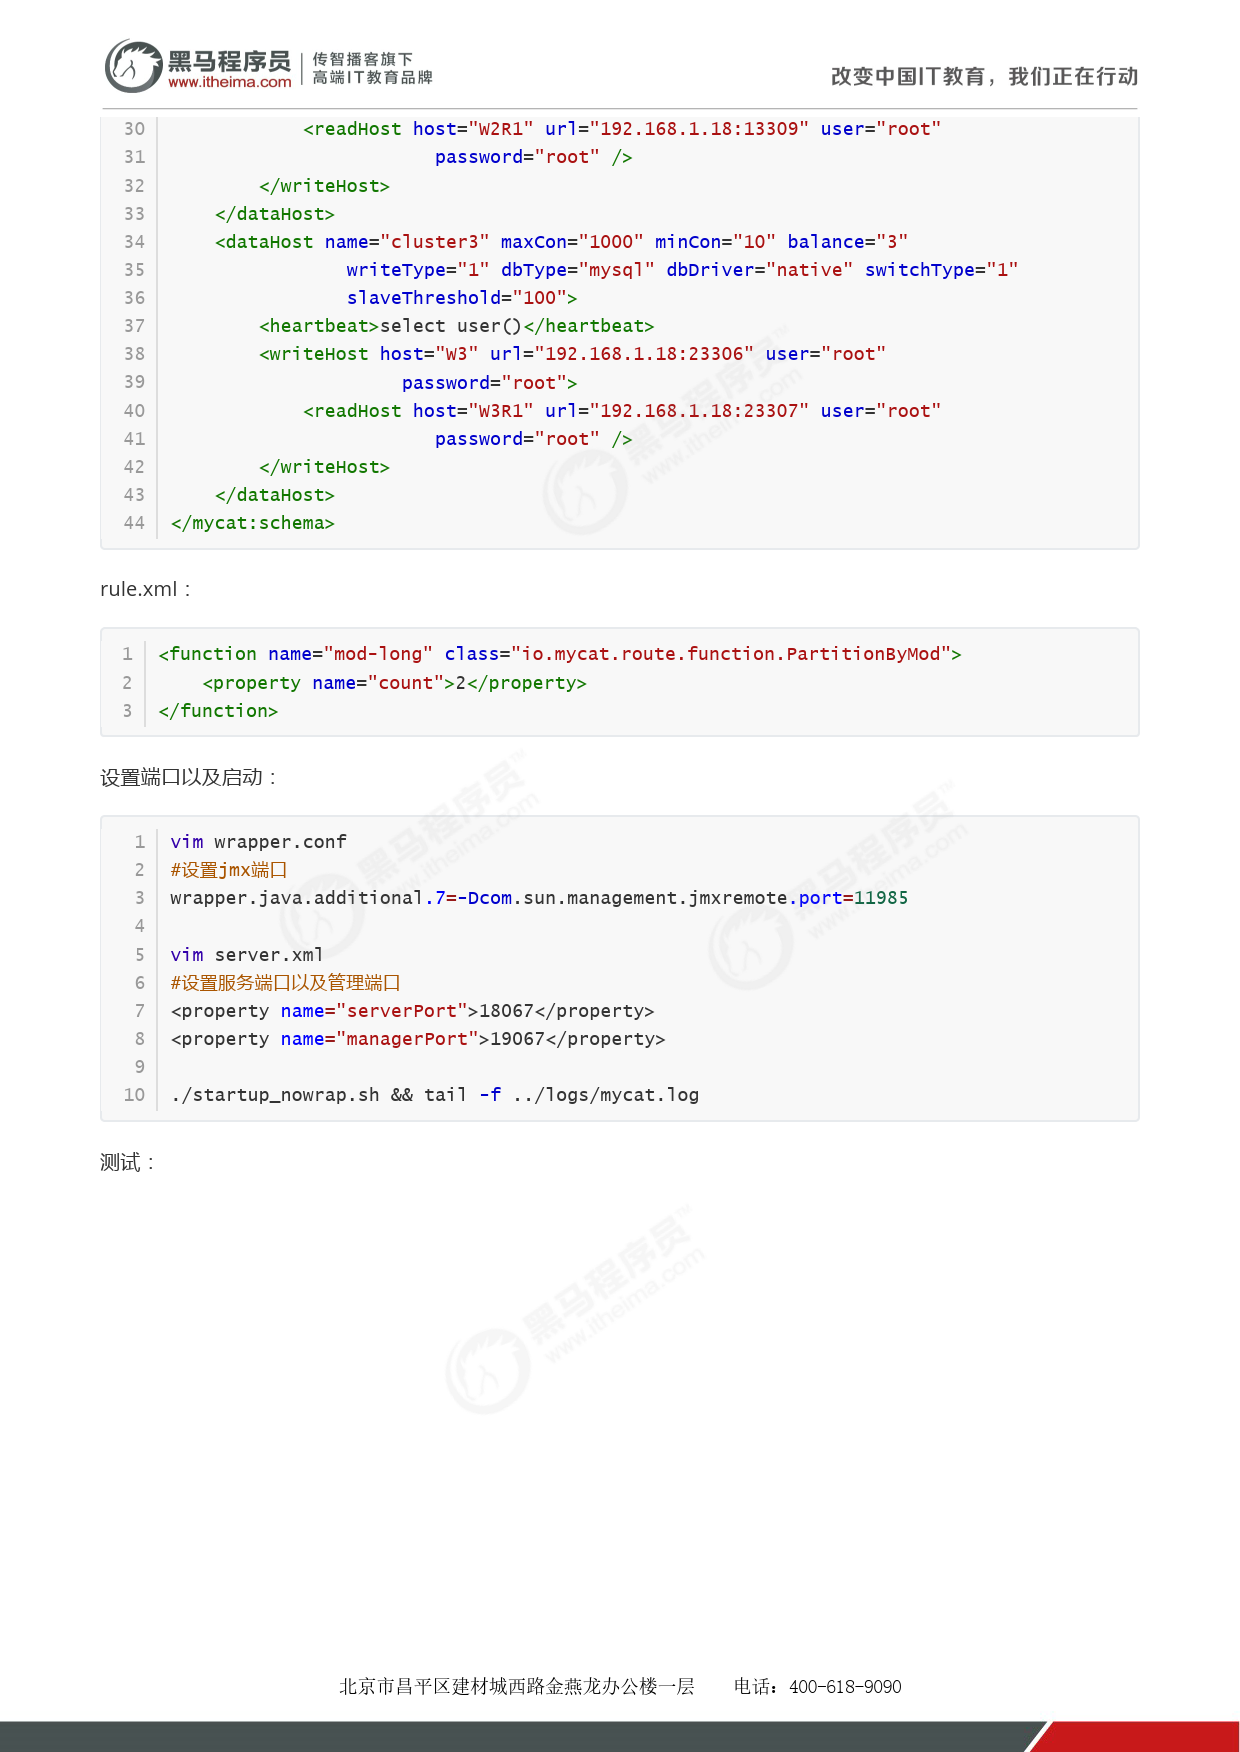 黑马程序员
www.itheima.com
传智播客旗下
高端IT教育品牌
改变中国IT教育，我们正在行动
30 <readHost host="W2R1" url="192.168.1.18:13309" user="root"
31 password="root" />
32 </writeHost>
33 </dataHost>
34 <dataHost name="cluster3" maxCon="1000" minCon="10" balance="3"
35 writeType="1" dbType="mysql" dbDriver="native" switchType="1"
36 slaveThreshold="100">
37 <heartbeat>select user()</heartbeat>
38 <writeHost host="W3" url="192.168.1.18:23306" user="root"
39 password="root">
40 <readHost host="W3R1" url="192.168.1.18:23307" user="root"
41 password="root" />
42 </writeHost>
43 </dataHost>
44 </mycat:schema>
rule.xml：
1 <function name="mod-long" class="io.mycat.route.function.PartitionByMod">
2 <property name="count">2</property>
3 </function>
设置端口以及启动：
1 vim wrapper.conf
2 #设置jmx端口
3 wrapper.java.additional.7=-Dcom.sun.management.jmxremote.port=11985
4
5 vim server.xml
6 #设置服务端口以及管理端口
7 <property name="serverPort">18067</property>
8 <property name="managerPort">19067</property>
9
10 ./startup_nowrap.sh && tail -f ../logs/mycat.log
测试：
黑马程序员™
www.itheima.com
北京市昌平区建材城西路金燕龙办公楼一层 电话：400-618-9090